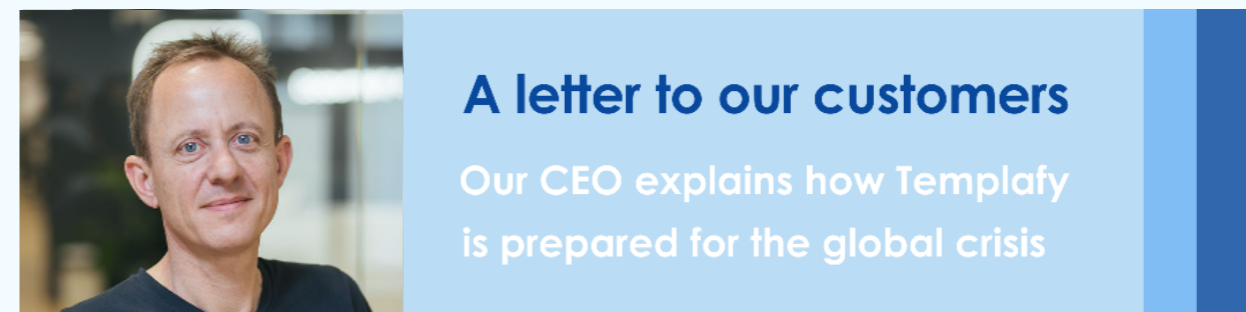 A letter to our customers
Our CEO explains how Templafy
is prepared for the global crisis